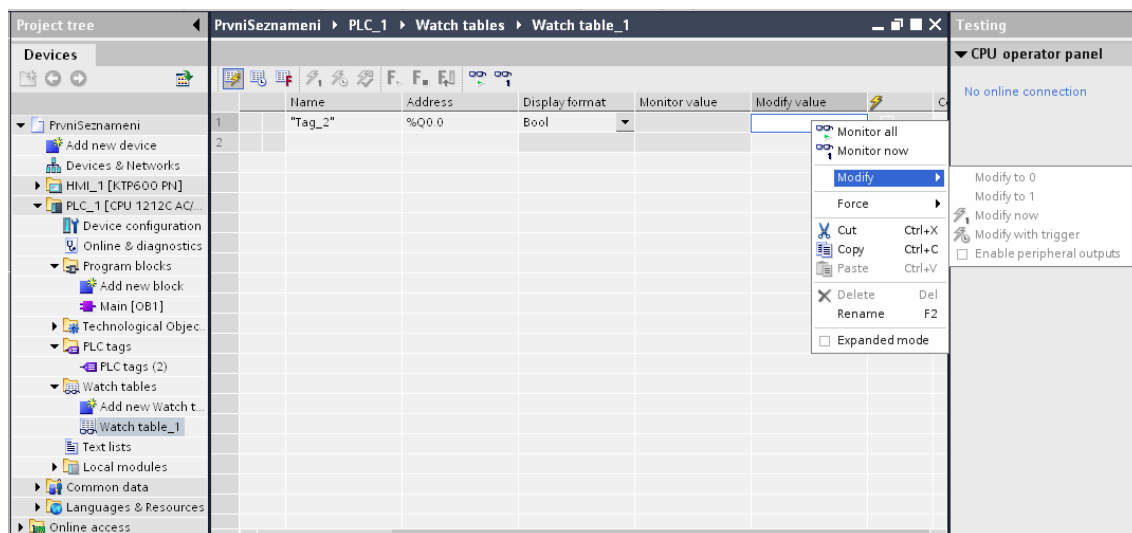 Project tree
Devices
PrvniSeznameni
Add new device
Devices & Networks
HMI_1 [KTP600 PN]
PLC_1 [CPU 1212C AC/...
Device configuration
Online & diagnostics
Program blocks
Add new block
Main [OB1]
Technological Objec...
PLC tags
PLC tags (2)
Watch tables
Add new Watch t...
Watch table_1
Text lists
Local modules
Common data
Languages & Resources
Online access
PrvniSeznameni PLC_1 Watch tables Watch table_1
Name Address Display format Monitor value Modify value
1 "Tag_2" %Q0.0 Bool
2
Monitor all
Monitor now
Modify
Force
Cut Ctrl+X
Copy Ctrl+C
Paste Ctrl+V
Delete Del
Rename F2
Expanded mode
Modify to 0
Modify to 1
Modify now
Modify with trigger
Enable peripheral outputs
Testing
CPU operator panel
No online connection